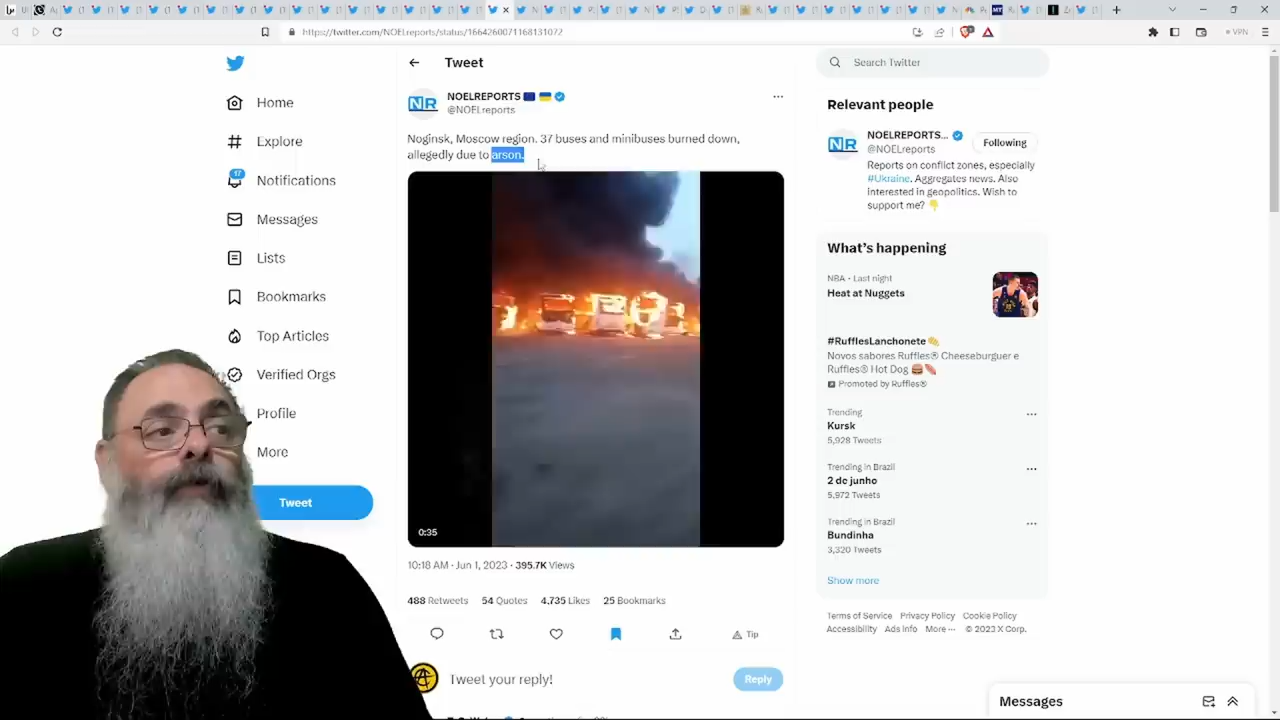 https://twitter.com/NOELreports/status/1664260071168131072
VPN
Home
Explore
17
Notifications
Messages
Lists
Bookmarks
Top Articles
Verified Orgs
Profile
More
Tweet
Tweet
NOELREPORTS
@NOELreports
Noginsk, Moscow region. 37 buses and minibuses burned down,
allegedly due to arson.
0:35
10:18 AM · Jun 1, 2023 · 395.7K Views
488 Retweets 54 Quotes 4,735 Likes 25 Bookmarks
Tip
Tweet your reply!
Reply
Search Twitter
Relevant people
NOELREPORTS...
@NOELreports
Following
Reports on conflict zones, especially
#Ukraine. Aggregates news. Also
interested in geopolitics. Wish to
support me?
What's happening
NBA · Last night
Heat at Nuggets
#RufflesLanchonete
Novos sabores Ruffles® Cheeseburguer e
Ruffles® Hot Dog
Promoted by Ruffles®
Trending
Kursk
5,928 Tweets
Trending in Brazil
2 de junho
5,972 Tweets
Trending in Brazil
Bundinha
3,320 Tweets
Show more
Terms of Service Privacy Policy Cookie Policy
Accessibility Ads info More ··· © 2023 X Corp.
Messages